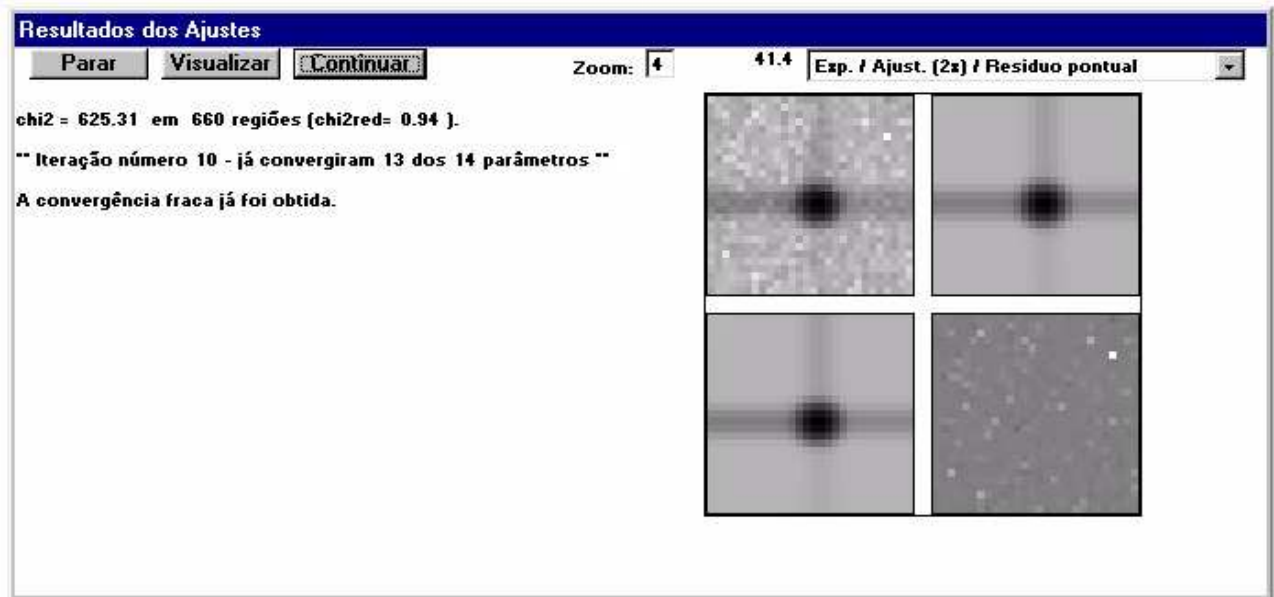 Resultados dos Ajustes
Parar Visualizar Continuar Zoom: 4 41.4 Exp. / Ajust. (2x) / Residuo pontual
chi2 = 625.31 em 660 regiões (chi2red= 0.94 ).
"" Iteração número 10 - já convergiram 13 dos 14 parâmetros ""
A convergência fraca já foi obtida.